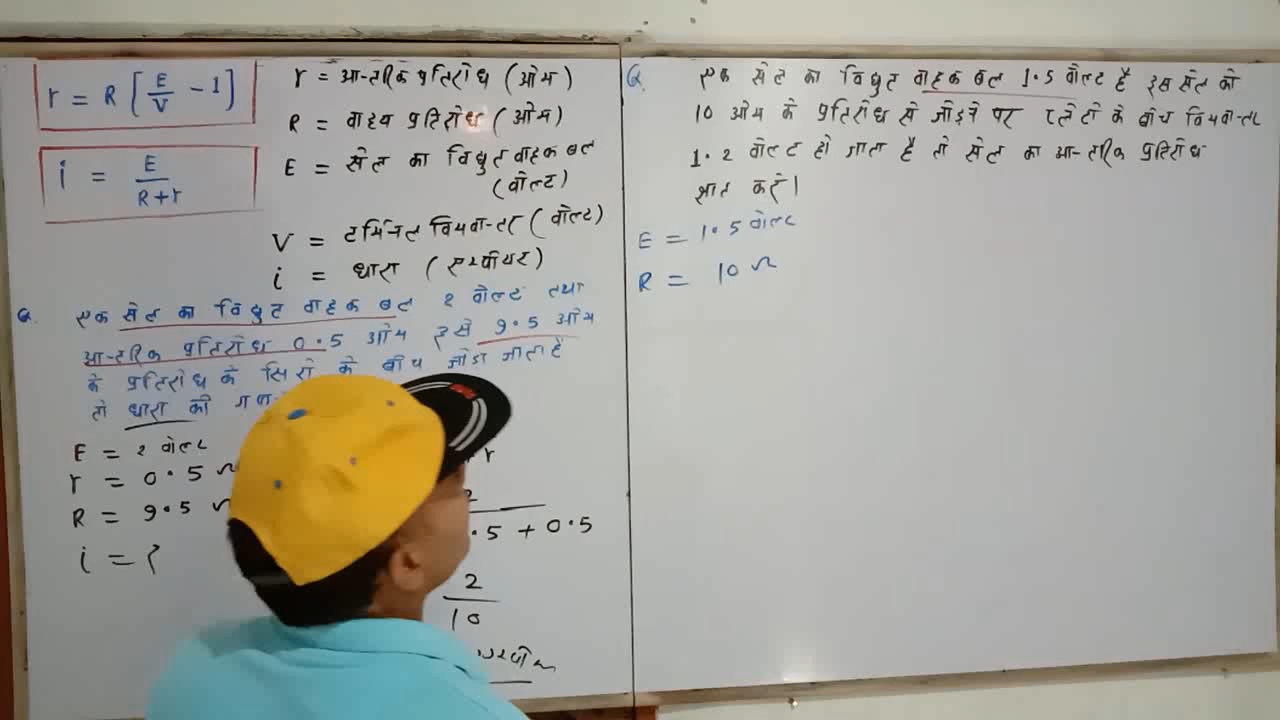 r = R [ E/V - 1 ]
i = E / R+r
r = आन्तरिक प्रतिरोध (ओम)
R = वाहय प्रतिरोध (ओम)
E = सेल का विधुत वाहक बल
(वोल्ट)
V = टर्मिनल विभवान्तर (वोल्ट)
i = धारा (एम्पीयर)
Q. एक सेल का विधुत वाहक बल 2 वोल्ट तथा
आन्तरिक प्रतिरोध 0.5 ओम इसे 9.5 ओम
के प्रतिरोध के सिरो के बीच जोडा जाता है
तो धारा की
E = 2 वोल्ट
r = 0.5 Ω
R = 9.5 Ω
i = ?
r
2
.5 + 0.5
2
10
Q. एक सेल का विधुत वाहक बल 1.5 वोल्ट है इस सेल को
10 ओम के प्रतिरोध से जोड़ने पर प्लेटो के बीच विभवान्तर
1.2 वोल्ट हो जाता है तो सेल का आन्तरिक प्रतिरोध
ज्ञात करें।
E = 1.5 वोल्ट
R = 10 Ω